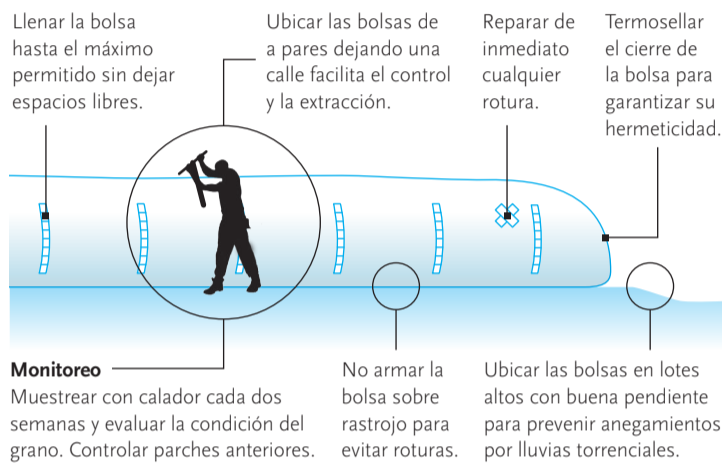 Llenar la bolsa
hasta el máximo
permitido sin dejar
espacios libres.
Ubicar las bolsas de
a pares dejando una
calle facilita el control
y la extracción.
Reparar de
inmediato
cualquier
rotura.
Termosellar
el cierre de
la bolsa para
garantizar su
hermeticidad.
Monitoreo
Muestrear con calador cada dos
semanas y evaluar la condición del
grano. Controlar parches anteriores.
No armar la
bolsa sobre
rastrojo para
evitar roturas.
Ubicar las bolsas en lotes
altos con buena pendiente
para prevenir anegamientos
por lluvias torrenciales.